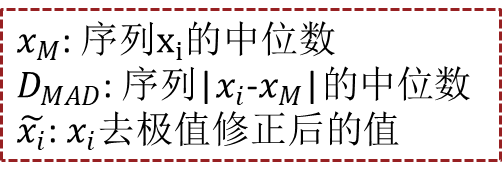 x_M: 序列x_i的中位数
D_MAD: 序列|x_i-x_M|的中位数
x̃_i: x_i去极值修正后的值